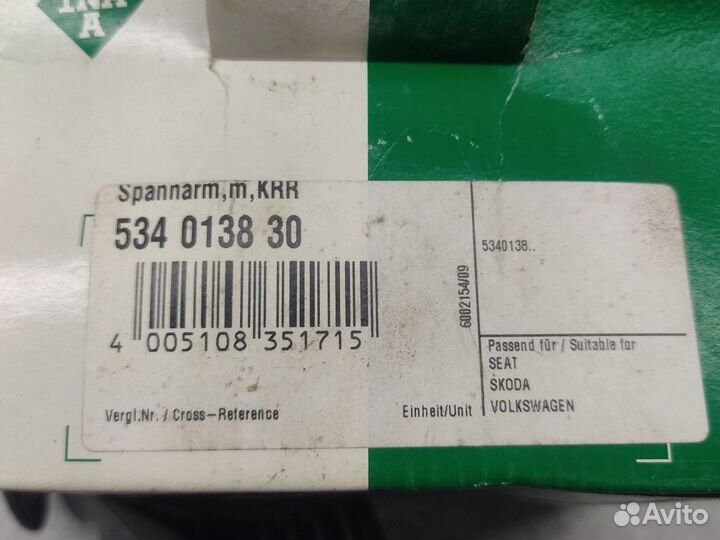 INA
A
Spannarm,m,KRR
534 0138 30
4 005108 351715
Vergl.Nr. / Cross-Reference
Einheit/Unit
6002154/09
5340138..
Passend für / Suitable for
SEAT
SKODA
VOLKSWAGEN
Avito